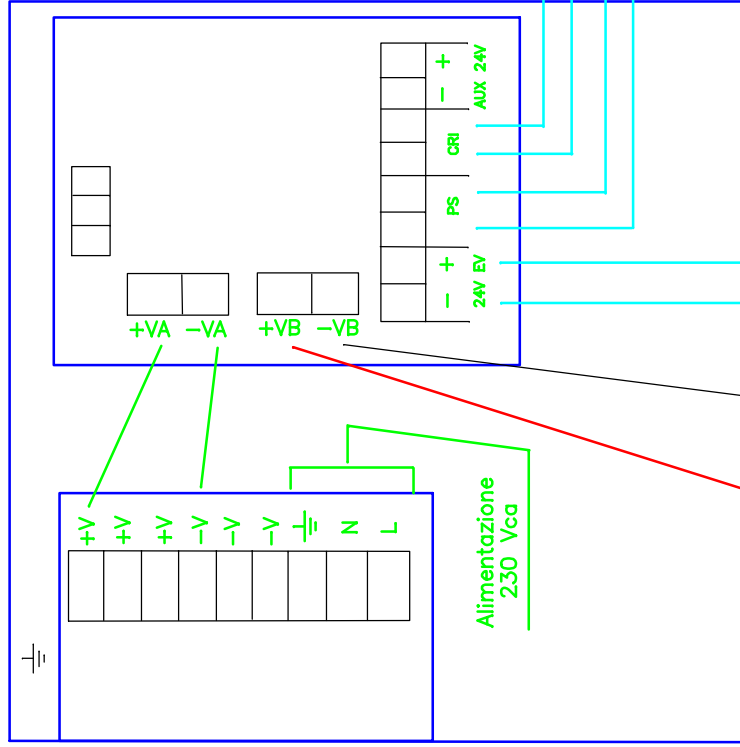 + −
AUX 24V
CRI
PS
+ −
24V EV
+VA −VA +VB −VB
+V +V +V −V −V −V N L
Alimentazione
230 Vca